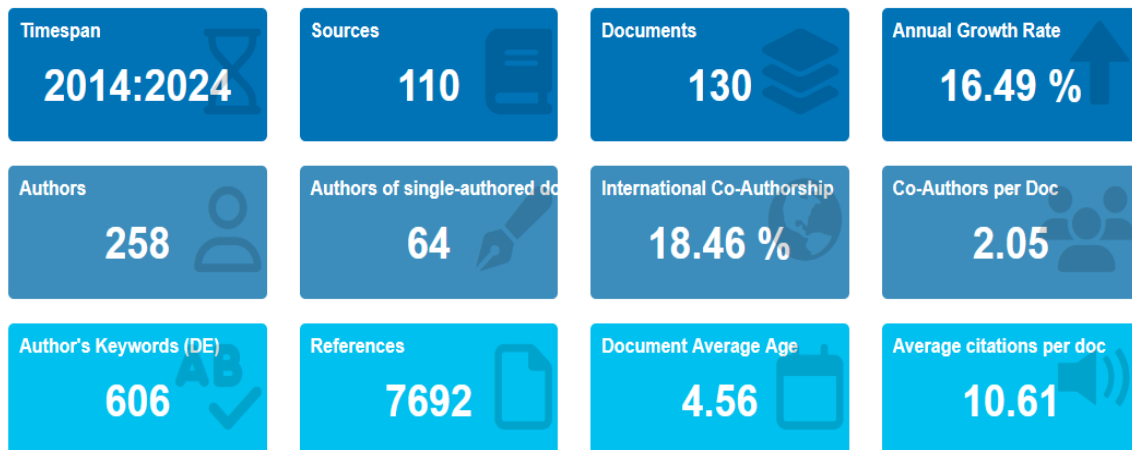 Timespan
2014:2024
Sources
110
Documents
130
Annual Growth Rate
16.49 %
Authors
258
Authors of single-authored do
64
International Co-Authorship
18.46 %
Co-Authors per Doc
2.05
Author's Keywords (DE)
AB
606
References
7692
Document Average Age
4.56
Average citations per doc
10.61